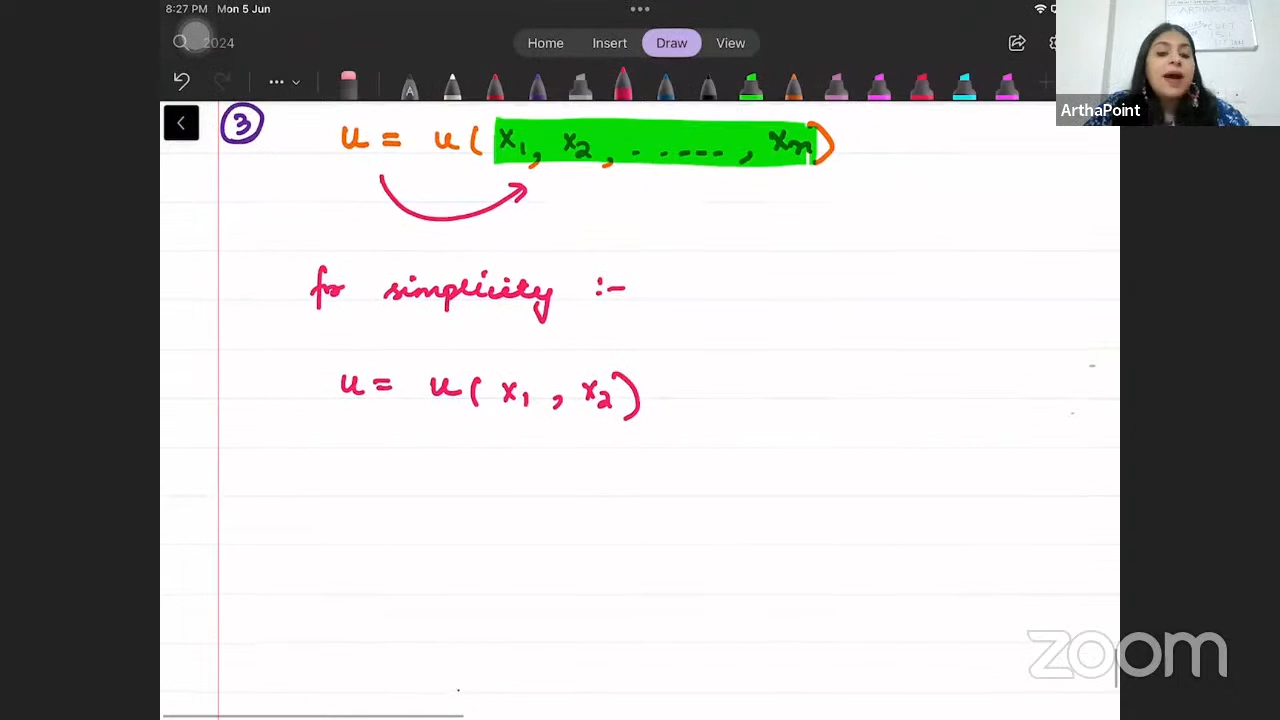 8:27 PM Mon 5 Jun
2024
Home Insert Draw View
A
ArthaPoint
3
u = u ( x₁, x₂, ......, xn )
for simplicity :-
u = u ( x₁ , x₂ )
zoom